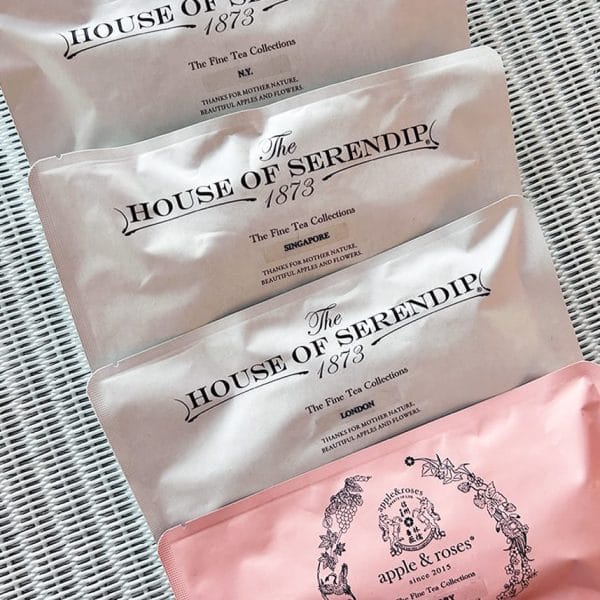 HOUSE OF SERENDIP
1873
The Fine Tea Collections
N.Y.
THANKS FOR MOTHER NATURE,
BEAUTIFUL APPLES AND FLOWERS.
The
HOUSE OF SERENDIP®
1873
The Fine Tea Collections
SINGAPORE
THANKS FOR MOTHER NATURE,
BEAUTIFUL APPLES AND FLOWERS.
The
HOUSE OF SERENDIP®
1873
The Fine Tea Collections
LONDON
THANKS FOR MOTHER NATURE,
BEAUTIFUL APPLES AND FLOWERS.
apple&roses
apple & roses®
since 2015
The Fine Tea Collections